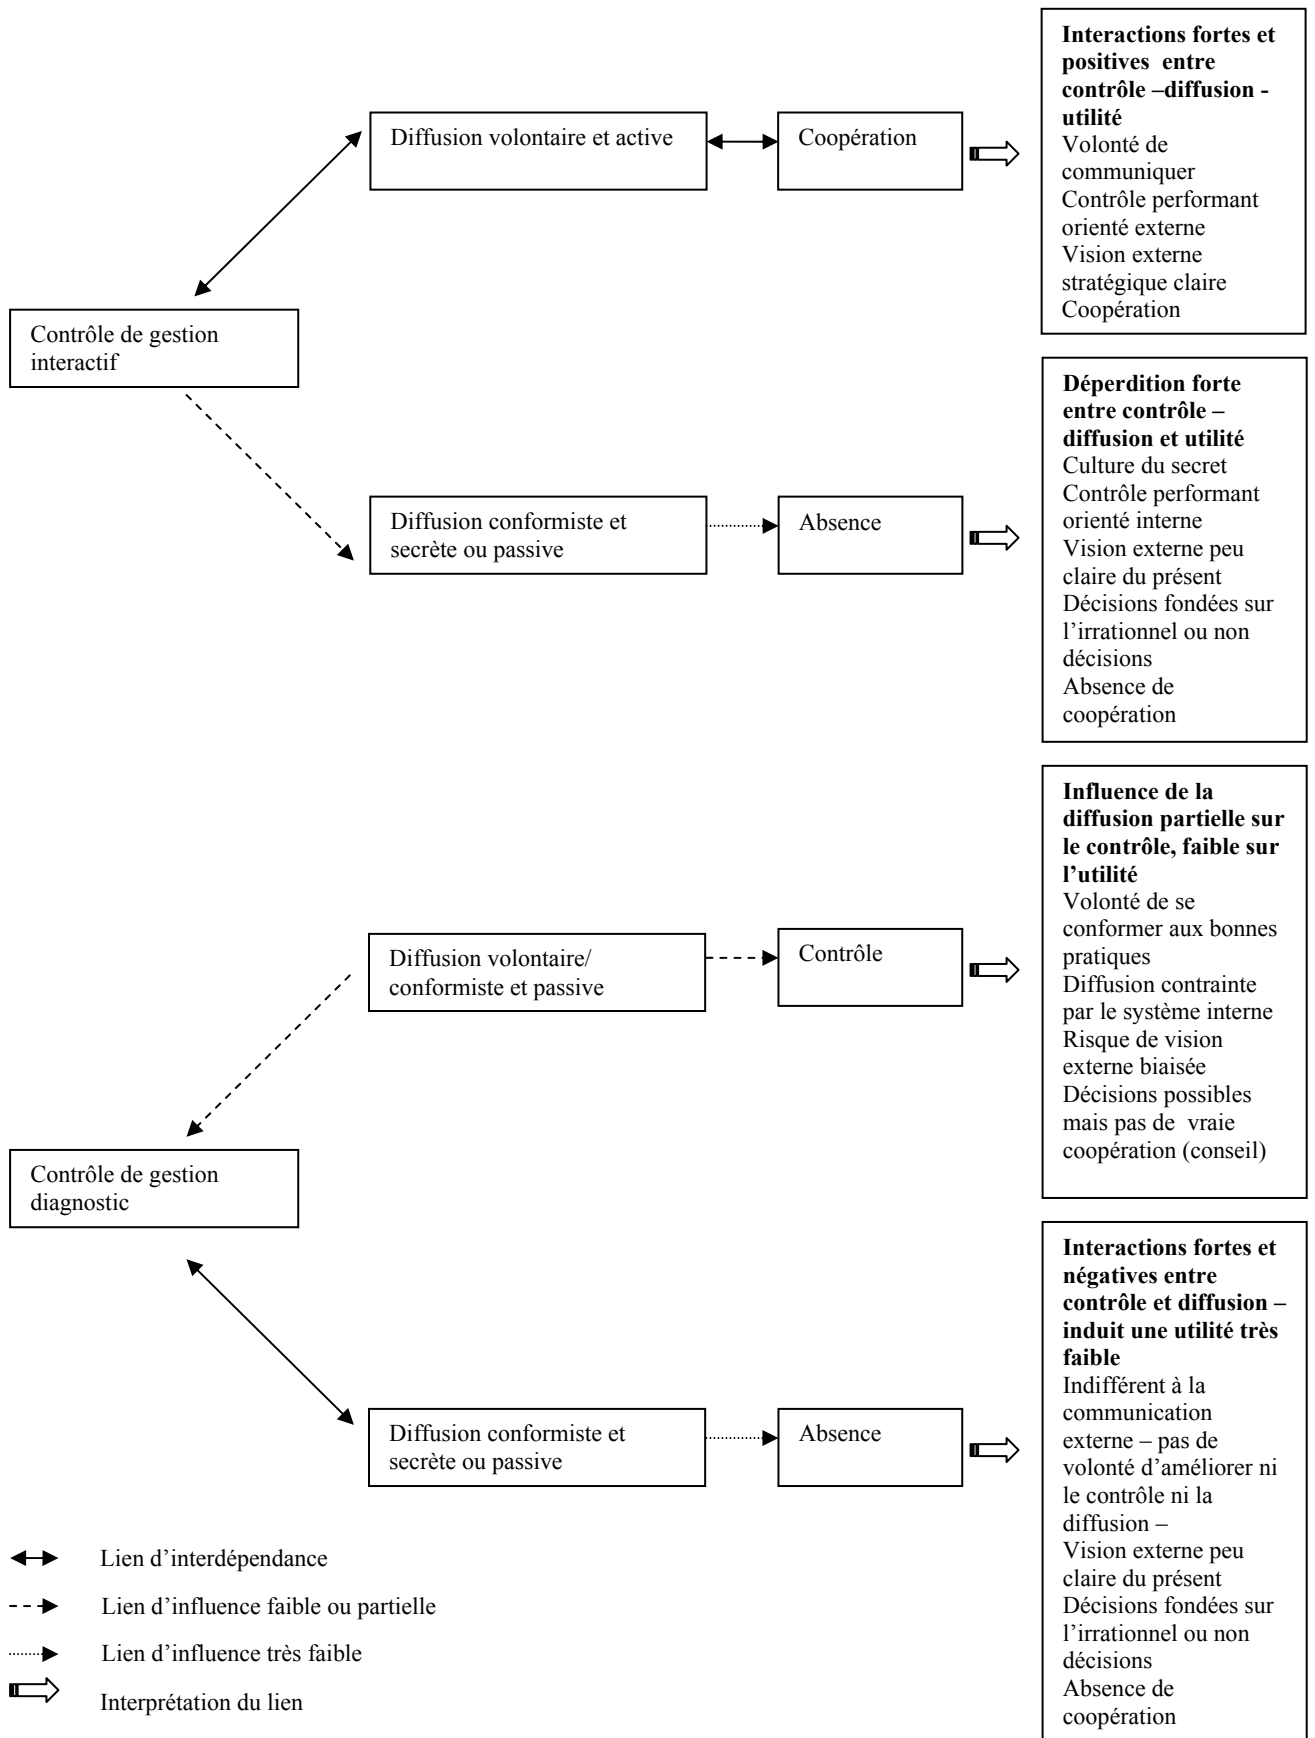 Interactions fortes et
positives entre
contrôle –diffusion -
utilité
Volonté de
communiquer
Contrôle performant
orienté externe
Vision externe
stratégique claire
Coopération
Diffusion volontaire et active
Coopération
Contrôle de gestion
interactif
Déperdition forte
entre contrôle –
diffusion et utilité
Culture du secret
Contrôle performant
orienté interne
Vision externe peu
claire du présent
Décisions fondées sur
l’irrationnel ou non
décisions
Absence de
coopération
Diffusion conformiste et
secrète ou passive
Absence
Influence de la
diffusion partielle sur
le contrôle, faible sur
l’utilité
Volonté de se
conformer aux bonnes
pratiques
Diffusion contrainte
par le système interne
Risque de vision
externe biaisée
Décisions possibles
mais pas de vraie
coopération (conseil)
Diffusion volontaire/
conformiste et passive
Contrôle
Contrôle de gestion
diagnostic
Interactions fortes et
négatives entre
contrôle et diffusion –
induit une utilité très
faible
Indifférent à la
communication
externe – pas de
volonté d’améliorer ni
le contrôle ni la
diffusion –
Vision externe peu
claire du présent
Décisions fondées sur
l’irrationnel ou non
décisions
Absence de
coopération
Diffusion conformiste et
secrète ou passive
Absence
Lien d’interdépendance
Lien d’influence faible ou partielle
Lien d’influence très faible
Interprétation du lien